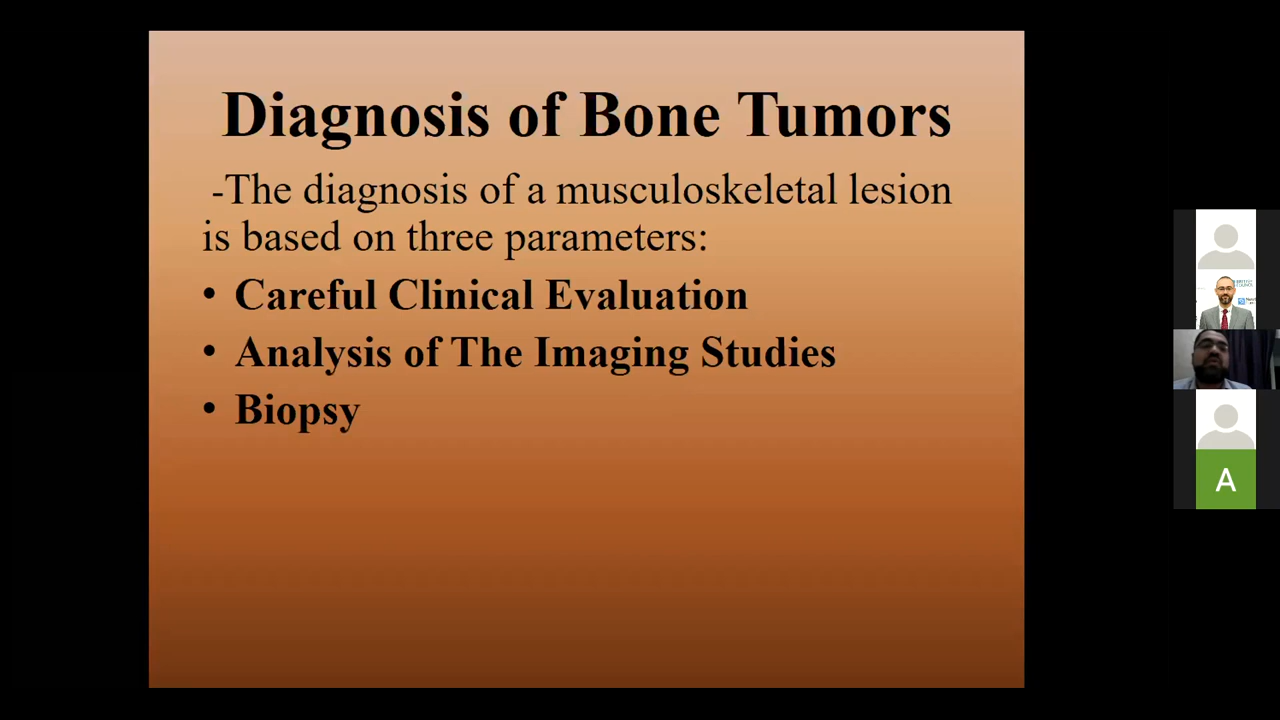 Diagnosis of Bone Tumors
-The diagnosis of a musculoskeletal lesion
is based on three parameters:
• Careful Clinical Evaluation
• Analysis of The Imaging Studies
• Biopsy
A